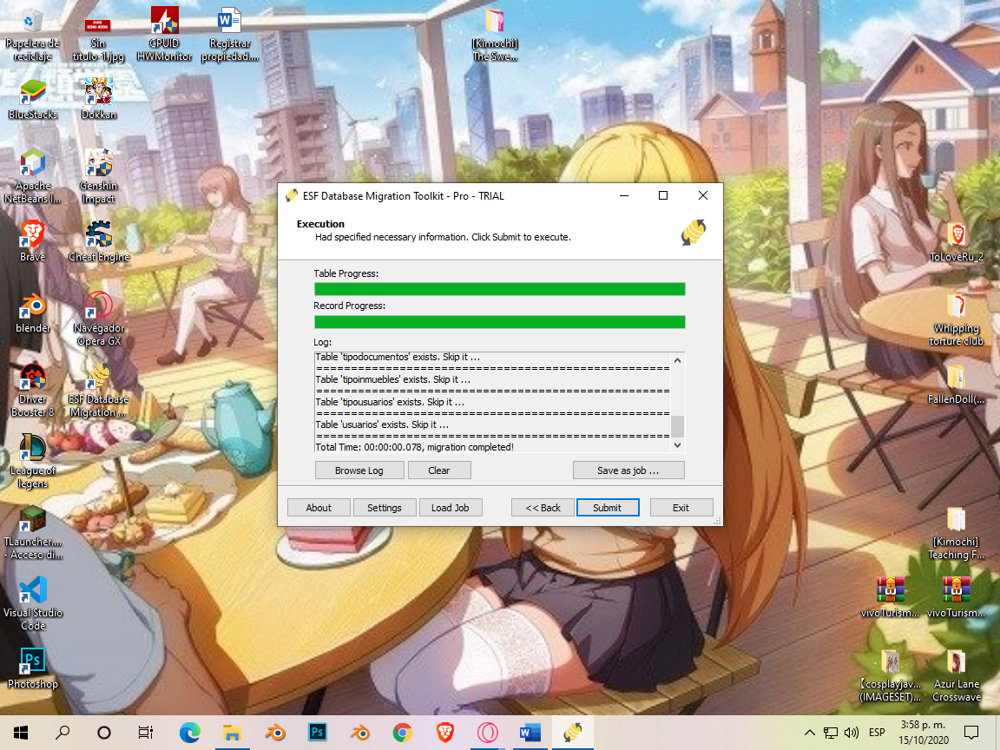 Papelera de
reciclaje
Sin
título-1.jpg
CPUID
HWMonitor
Registrar
propiedad....
[Kimochi]
The Swe...
BlueStacks
Dokkan
Apache
NetBeans I...
Genshin
Impact
Brave
Cheat Engine
ToLoveRu_2
blender
Navegador
Opera GX
Whipping
torture club
Driver
Booster 8
ESF Database
Migration ...
FallenDoll(...
League of
legens
TLauncher....
- Acceso di...
[Kimochi]
Teaching F...
Visual Studio
Code
vivoTurism...
vivoTurism...
Photoshop
【cosplayjav...
(IMAGESET)...
Azur Lane
Crosswave
ESF Database Migration Toolkit - Pro - TRIAL
Execution
Had specified necessary information. Click Submit to execute.
Table Progress:
Record Progress:
Log:
Table 'tipodocumentos' exists. Skip it ...
Table 'tipoinmuebles' exists. Skip it ...
Table 'tipousuarios' exists. Skip it ...
Table 'usuarios' exists. Skip it ...
Total Time: 00:00:00.078, migration completed!
Browse Log
Clear
Save as job ...
About
Settings
Load Job
<< Back
Submit
Exit
ESP
3:58 p. m.
15/10/2020